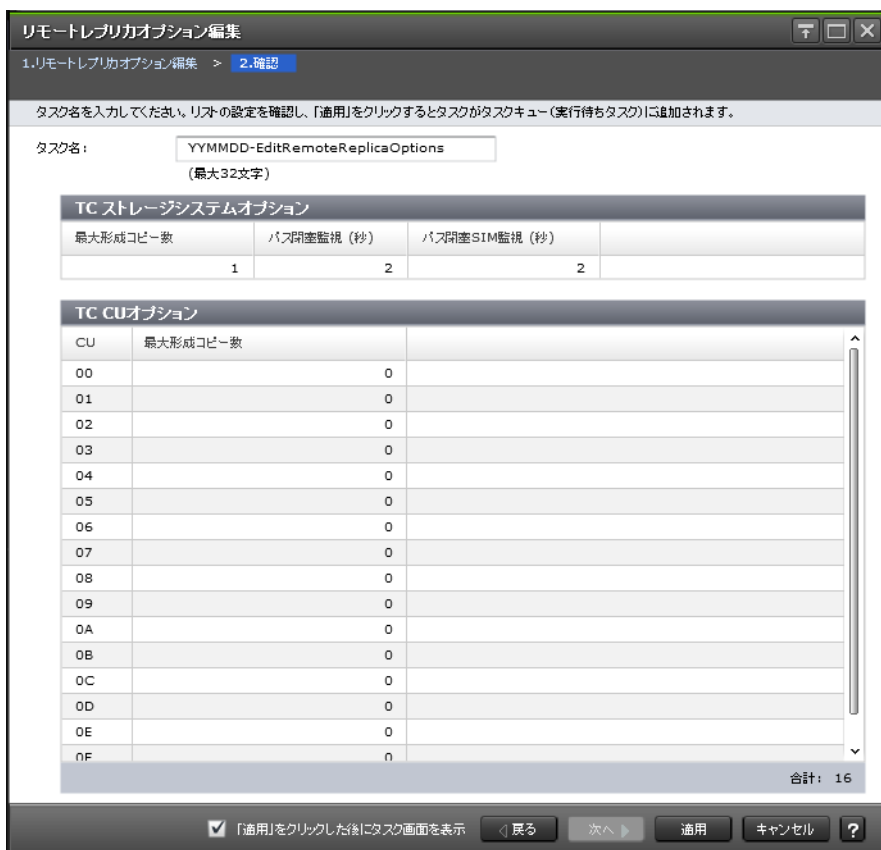 リモートレプリカオプション編集
1.リモートレプリカオプション編集 > 2.確認
タスク名を入力してください。リストの設定を確認し、「適用」をクリックするとタスクがタスクキュー(実行待ちタスク)に追加されます。
タスク名: YYMMDD-EditRemoteReplicaOptions
(最大32文字)
TC ストレージシステムオプション
最大形成コピー数 パス閉塞監視 (秒) パス閉塞SIM監視 (秒)
1 2 2
TC CUオプション
CU 最大形成コピー数
00 0
01 0
02 0
03 0
04 0
05 0
06 0
07 0
08 0
09 0
0A 0
0B 0
0C 0
0D 0
0E 0
0F 0
合計: 16
「適用」をクリックした後にタスク画面を表示 戻る 次へ 適用 キャンセル ?